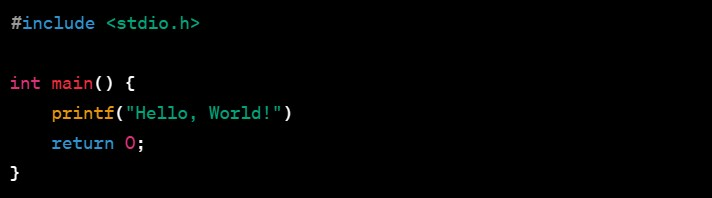 #include <stdio.h>

int main() {
    printf("Hello, World!")
    return 0;
}